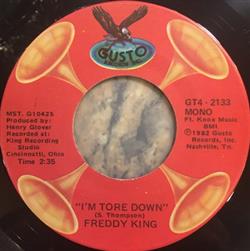 GUSTO
MST. G10425
Produced by:
Henry Glover
Recorded at:
King Recording
Studio
Cincinnatti, Ohio
Time 2:35
GT4 - 2133
MONO
Ft. Knox Music
BMI
℗1982 Gusto
Records, Inc.
Nashville, Tn.
"I'M TORE DOWN"
(S. Thompson)
FREDDY KING